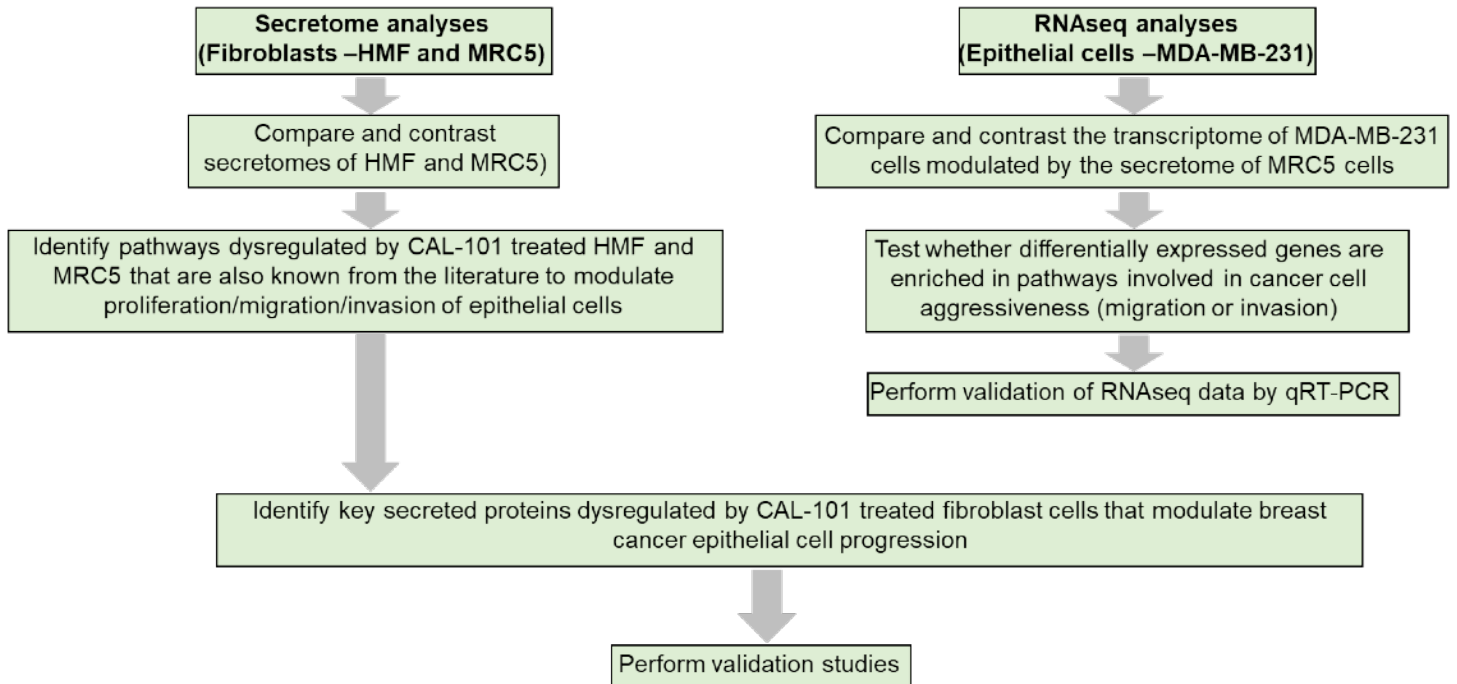 Secretome analyses
(Fibroblasts –HMF and MRC5)
Compare and contrast
secretomes of HMF and MRC5)
Identify pathways dysregulated by CAL-101 treated HMF and
MRC5 that are also known from the literature to modulate
proliferation/migration/invasion of epithelial cells
RNAseq analyses
(Epithelial cells –MDA-MB-231)
Compare and contrast the transcriptome of MDA-MB-231
cells modulated by the secretome of MRC5 cells
Test whether differentially expressed genes are
enriched in pathways involved in cancer cell
aggressiveness (migration or invasion)
Perform validation of RNAseq data by qRT-PCR
Identify key secreted proteins dysregulated by CAL-101 treated fibroblast cells that modulate breast
cancer epithelial cell progression
Perform validation studies